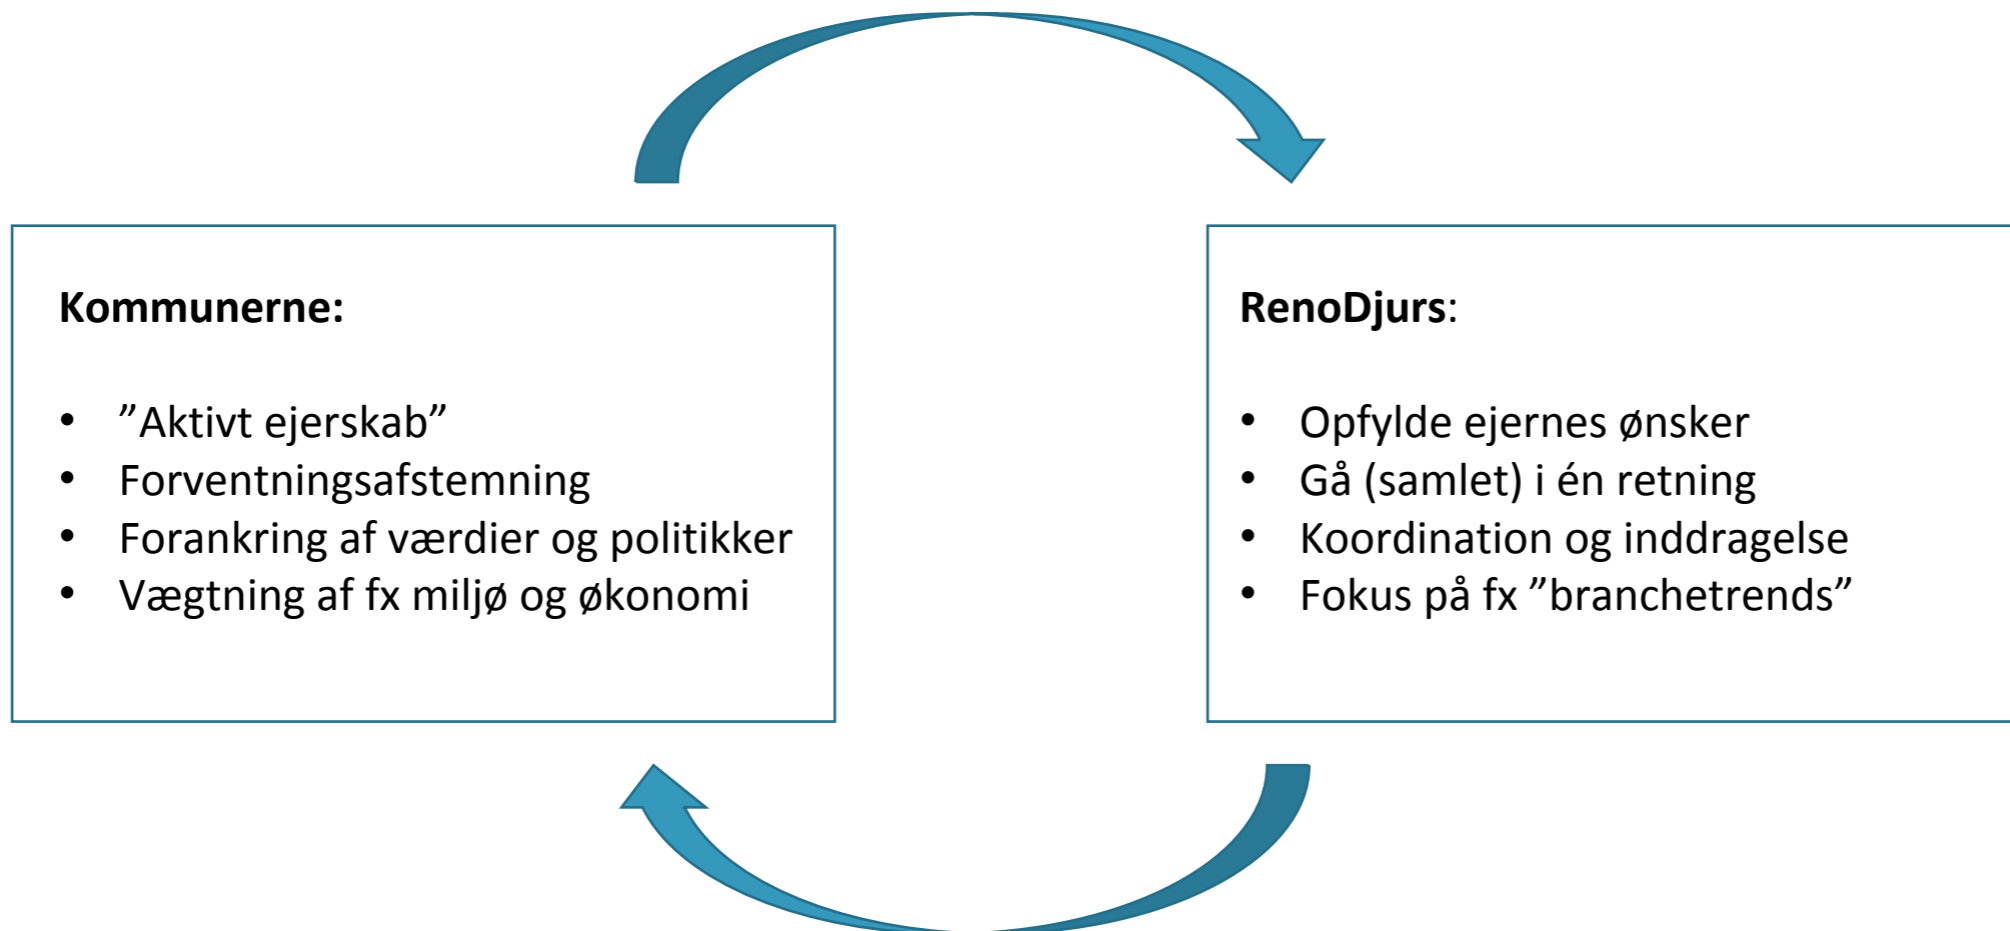 Kommunerne:
• ”Aktivt ejerskab”
• Forventningsafstemning
• Forankring af værdier og politikker
• Vægtning af fx miljø og økonomi
RenoDjurs:
• Opfylde ejernes ønsker
• Gå (samlet) i én retning
• Koordination og inddragelse
• Fokus på fx ”branchetrends”